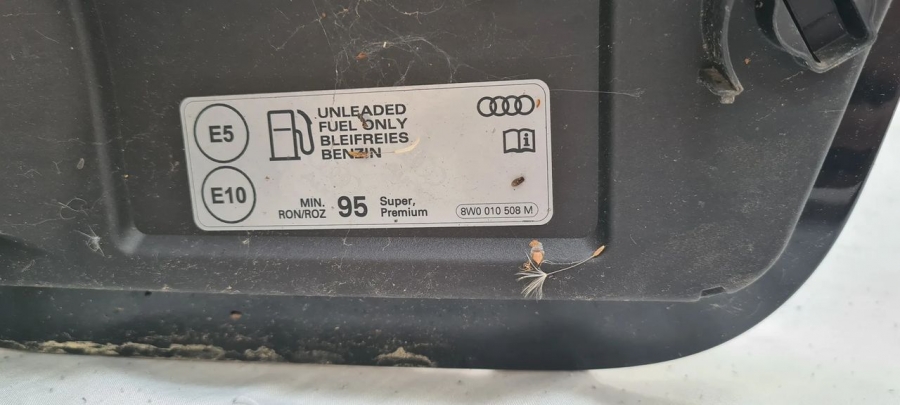 E5
E10
UNLEADED
FUEL ONLY
BLEIFREIES
BENZIN
MIN.
RON/ROZ
95
Super,
Premium
8W0 010 508 M